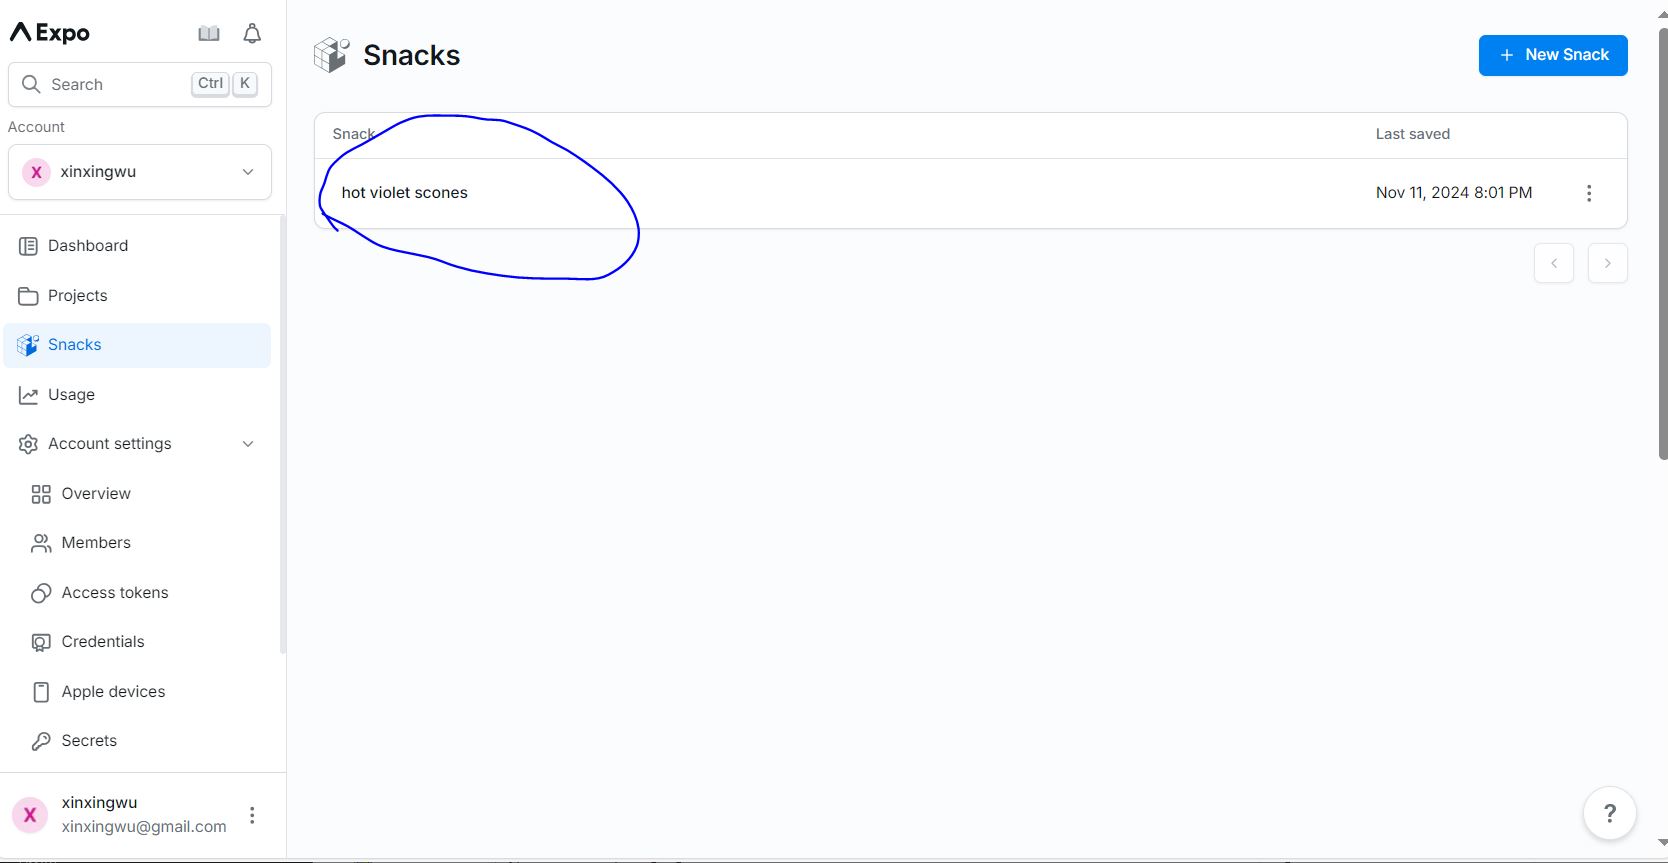 Expo
Search Ctrl K
Account
X xinxingwu
Dashboard
Projects
Snacks
Usage
Account settings
Overview
Members
Access tokens
Credentials
Apple devices
Secrets
X xinxingwu
xinxingwu@gmail.com
Snacks
+ New Snack
Snack Last saved
hot violet scones Nov 11, 2024 8:01 PM
?